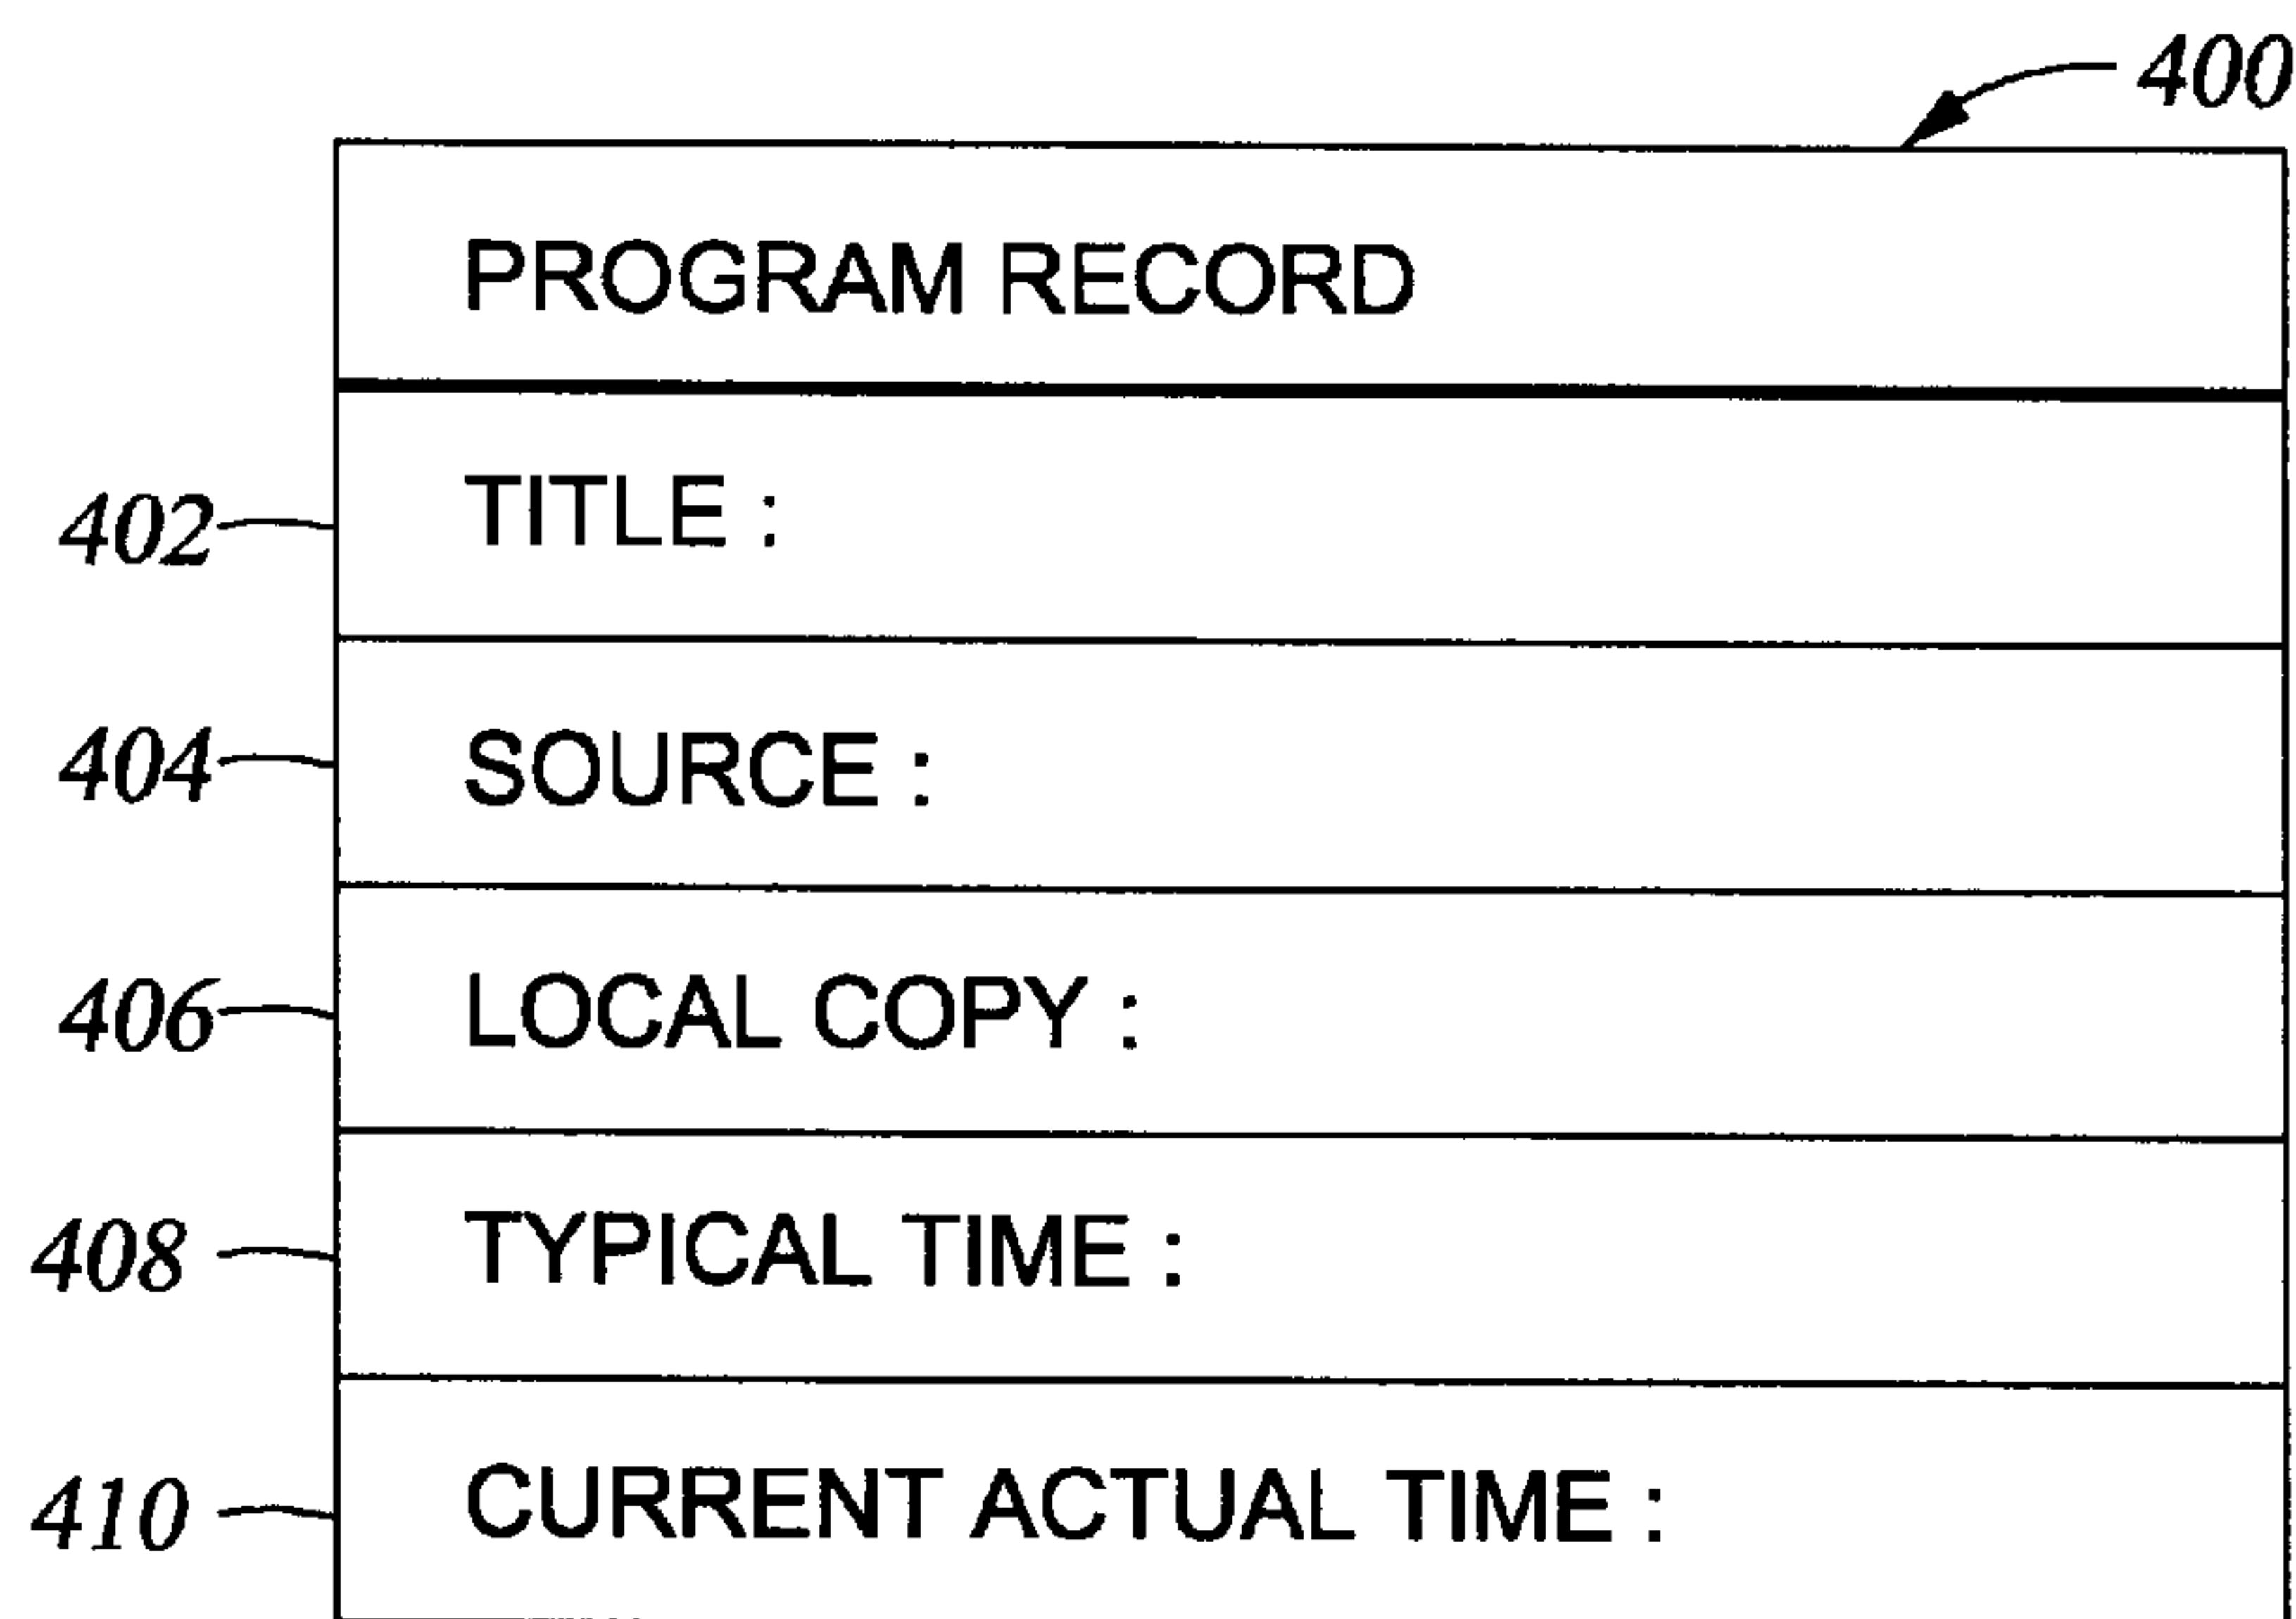 400
PROGRAM RECORD
402 TITLE :
404 SOURCE :
406 LOCAL COPY :
408 TYPICAL TIME :
410 CURRENT ACTUAL TIME :